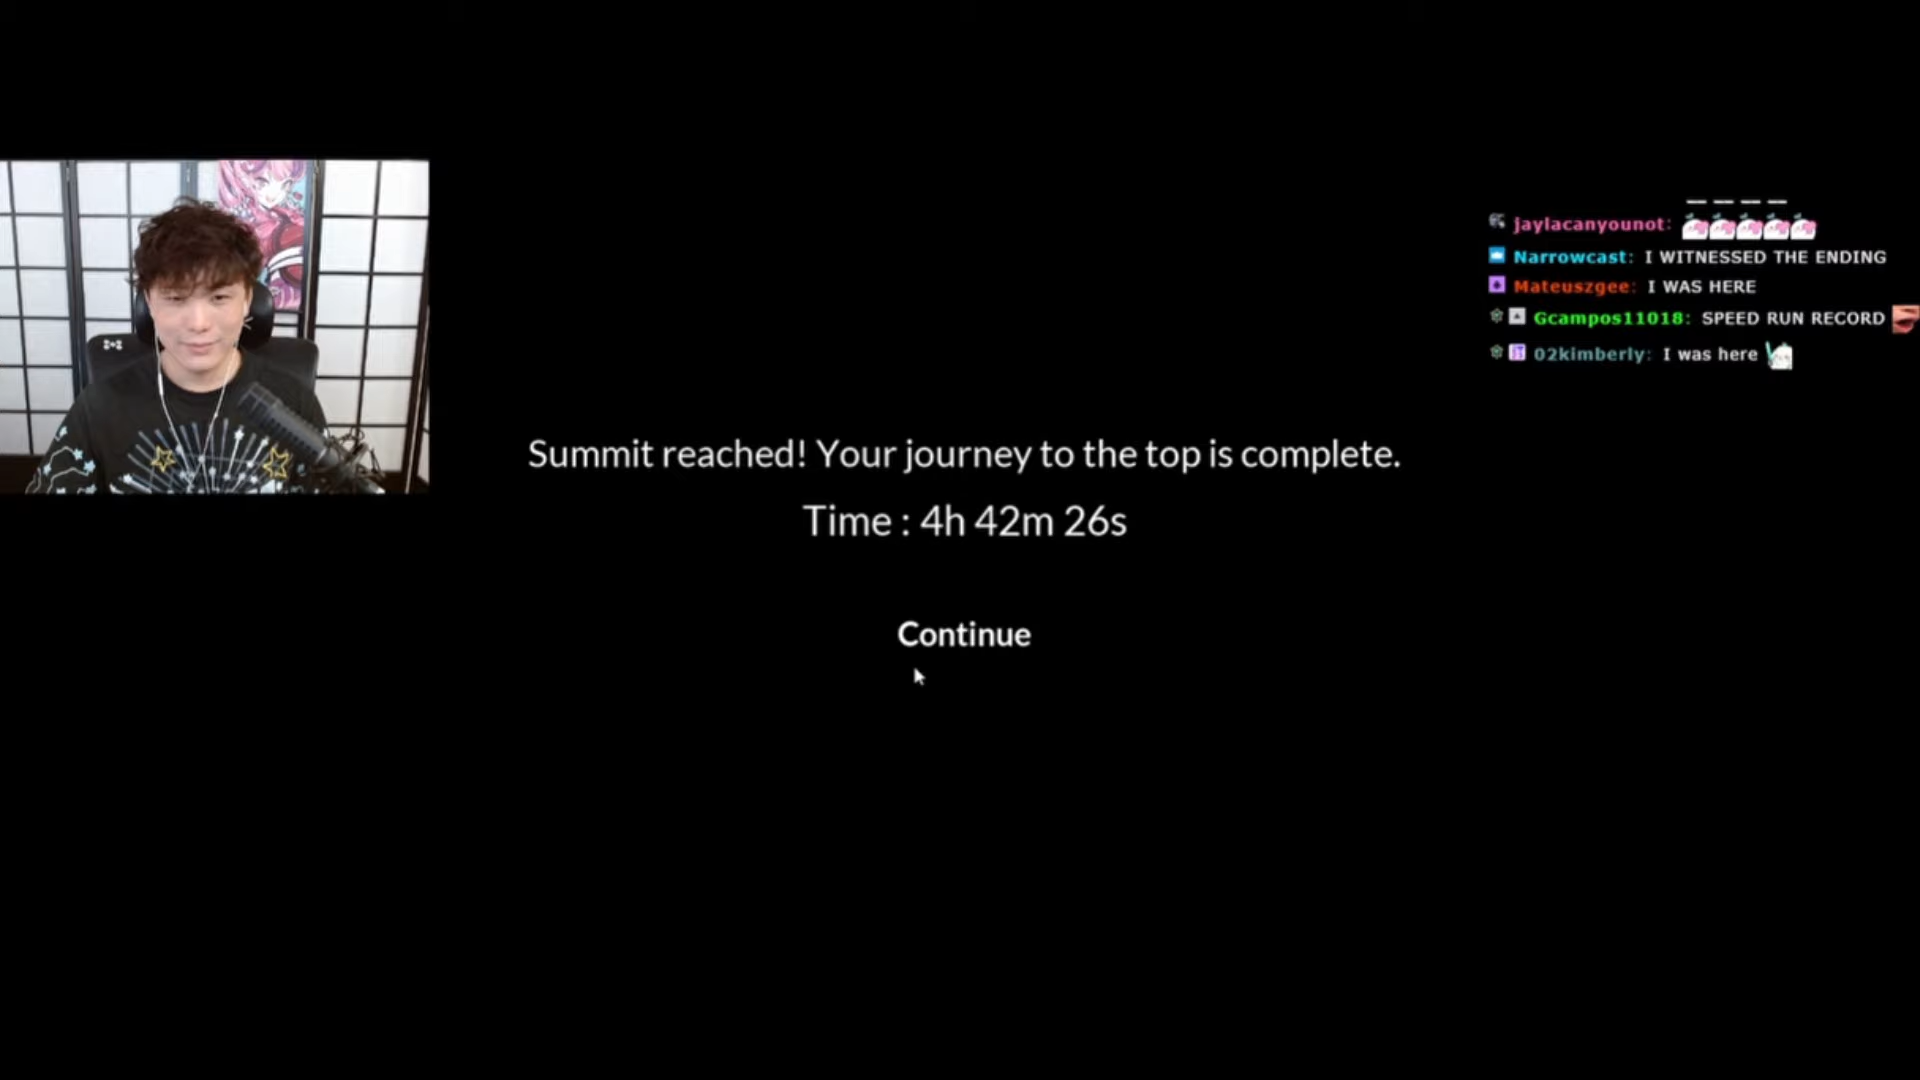 jaylacanyounot:
Narrowcast: I WITNESSED THE ENDING
Mateuszgee: I WAS HERE
Gcampos11018: SPEED RUN RECORD
02kimberly: I was here
Summit reached! Your journey to the top is complete.
Time : 4h 42m 26s
Continue